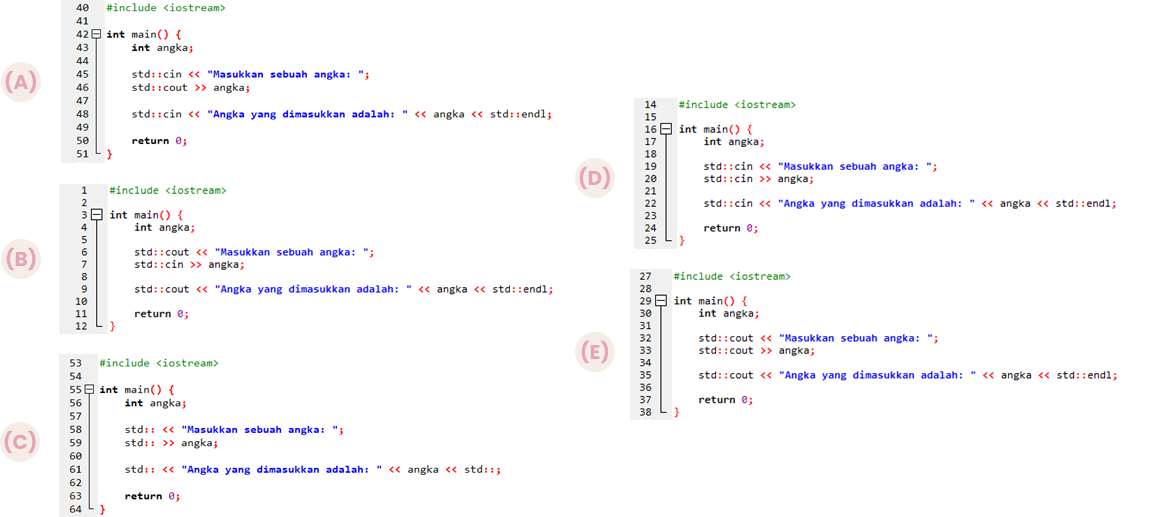 (A)
40 #include <iostream>
41
42 int main() {
43 int angka;
44
45 std::cin << "Masukkan sebuah angka: ";
46 std::cout >> angka;
47
48 std::cin << "Angka yang dimasukkan adalah: " << angka << std::endl;
49
50 return 0;
51 }
(B)
1 #include <iostream>
2
3 int main() {
4 int angka;
5
6 std::cout << "Masukkan sebuah angka: ";
7 std::cin >> angka;
8
9 std::cout << "Angka yang dimasukkan adalah: " << angka << std::endl;
10
11 return 0;
12 }
(C)
53 #include <iostream>
54
55 int main() {
56 int angka;
57
58 std:: << "Masukkan sebuah angka: ";
59 std:: >> angka;
60
61 std:: << "Angka yang dimasukkan adalah: " << angka << std::;
62
63 return 0;
64 }
(D)
14 #include <iostream>
15
16 int main() {
17 int angka;
18
19 std::cin << "Masukkan sebuah angka: ";
20 std::cin >> angka;
21
22 std::cin << "Angka yang dimasukkan adalah: " << angka << std::endl;
23
24 return 0;
25 }
(E)
27 #include <iostream>
28
29 int main() {
30 int angka;
31
32 std::cout << "Masukkan sebuah angka: ";
33 std::cout >> angka;
34
35 std::cout << "Angka yang dimasukkan adalah: " << angka << std::endl;
36
37 return 0;
38 }